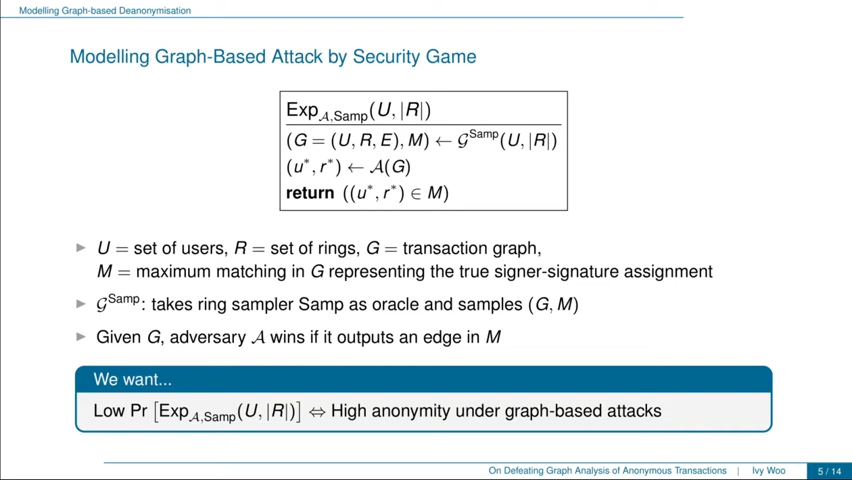 Modelling Graph-based Deanonymisation
Modelling Graph-Based Attack by Security Game
Exp_{𝒜,Samp}(U, |R|)
(G = (U, R, E), M) ← 𝒢^{Samp}(U, |R|)
(u*, r*) ← 𝒜(G)
return ((u*, r*) ∈ M)
▶ U = set of users, R = set of rings, G = transaction graph,
M = maximum matching in G representing the true signer-signature assignment
▶ 𝒢^{Samp}: takes ring sampler Samp as oracle and samples (G, M)
▶ Given G, adversary 𝒜 wins if it outputs an edge in M
We want...
Low Pr [Exp_{𝒜,Samp}(U, |R|)] ⇔ High anonymity under graph-based attacks
On Defeating Graph Analysis of Anonymous Transactions | Ivy Woo 5 / 14